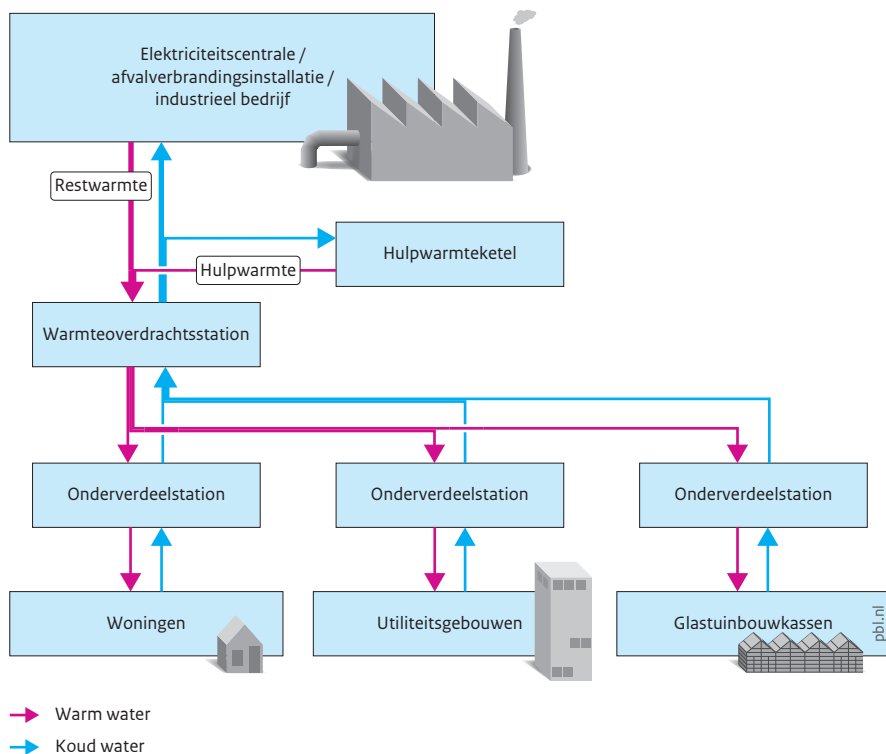 Elektriciteitscentrale /
afvalverbrandingsinstallatie /
industrieel bedrijf
Restwarmte
Hulpwarmteketel
Hulpwarmte
Warmteoverdrachtsstation
Onderverdeelstation
Onderverdeelstation
Onderverdeelstation
Woningen
Utiliteitsgebouwen
Glastuinbouwkassen
pbl.nl
Warm water
Koud water